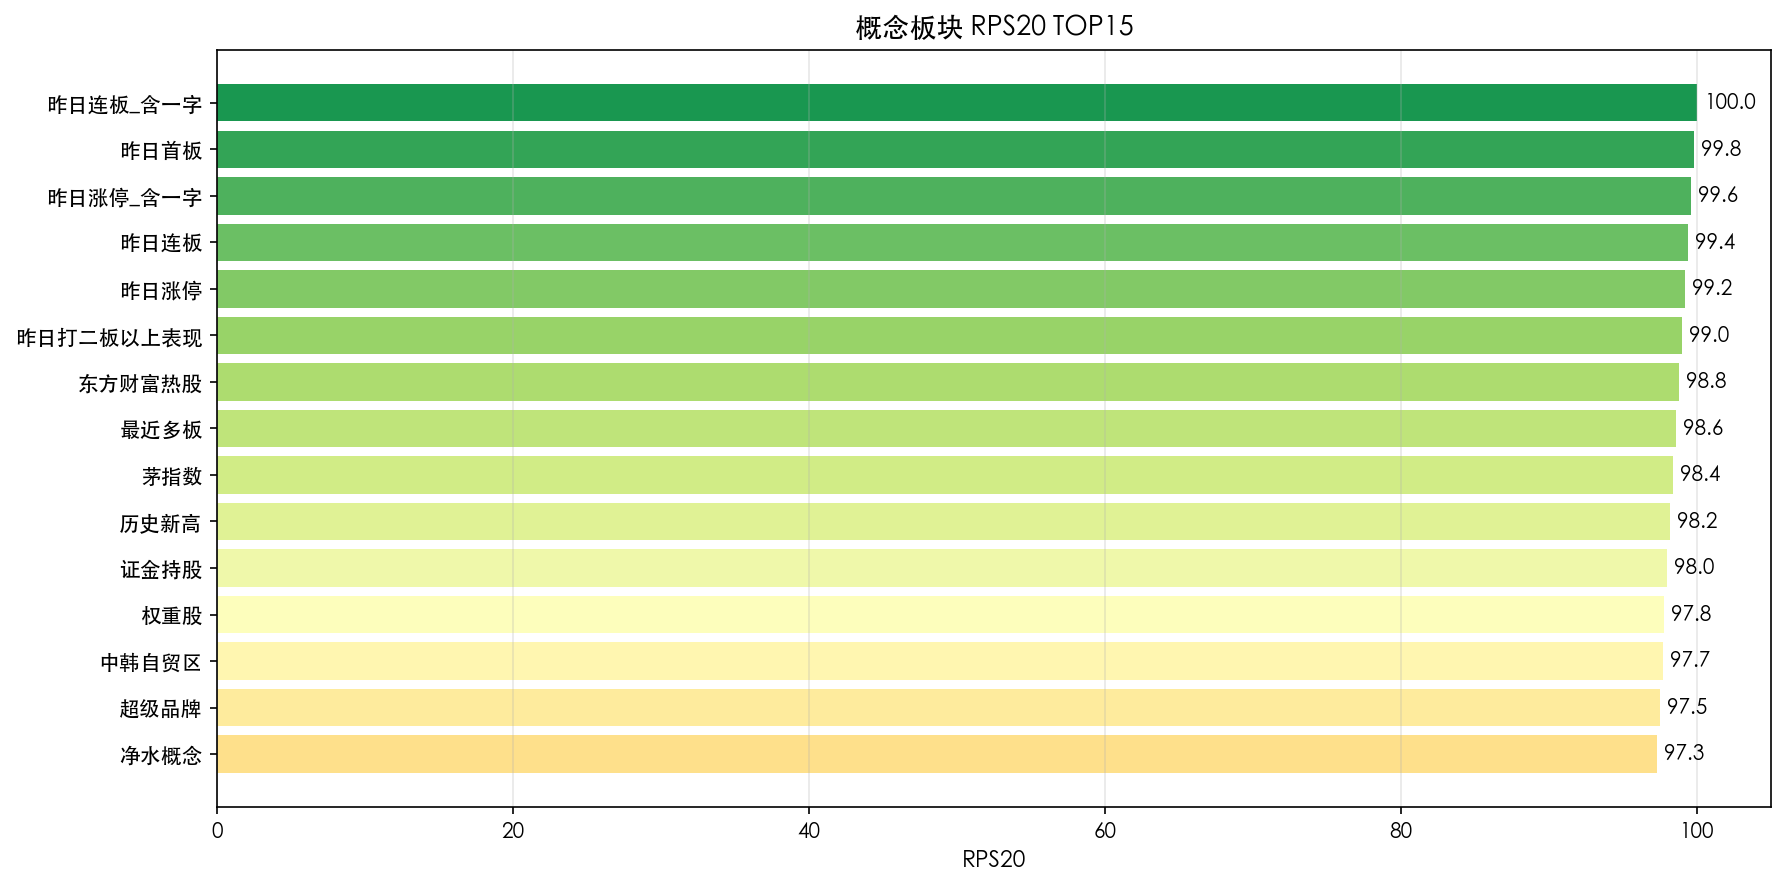 概念板块 RPS20 TOP15
昨日连板_含一字 100.0
昨日首板 99.8
昨日涨停_含一字 99.6
昨日连板 99.4
昨日涨停 99.2
昨日打二板以上表现 99.0
东方财富热股 98.8
最近多板 98.6
茅指数 98.4
历史新高 98.2
证金持股 98.0
权重股 97.8
中韩自贸区 97.7
超级品牌 97.5
净水概念 97.3
0 20 40 60 80 100
RPS20